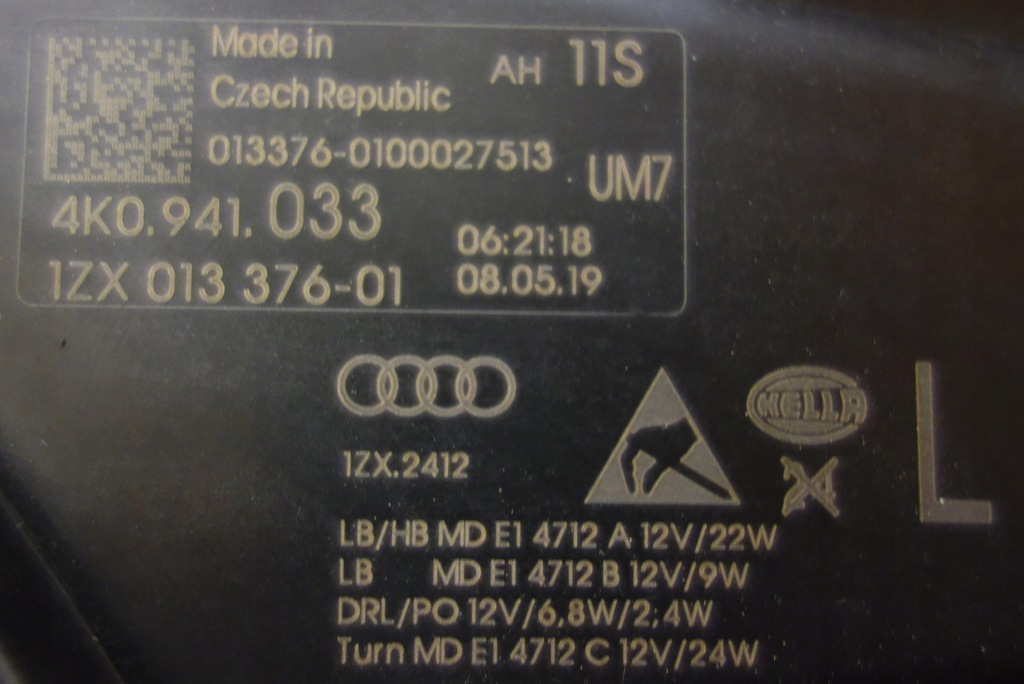 Made in
Czech Republic
AH 11S
013376-0100027513
UM7
4K0.941.033
06:21:18
1ZX 013 376-01
08.05.19
HELLA
L
1ZX.2412
LB/HB MD E1 4712 A 12V/22W
LB MD E1 4712 B 12V/9W
DRL/PO 12V/6,8W/2,4W
Turn MD E1 4712 C 12V/24W